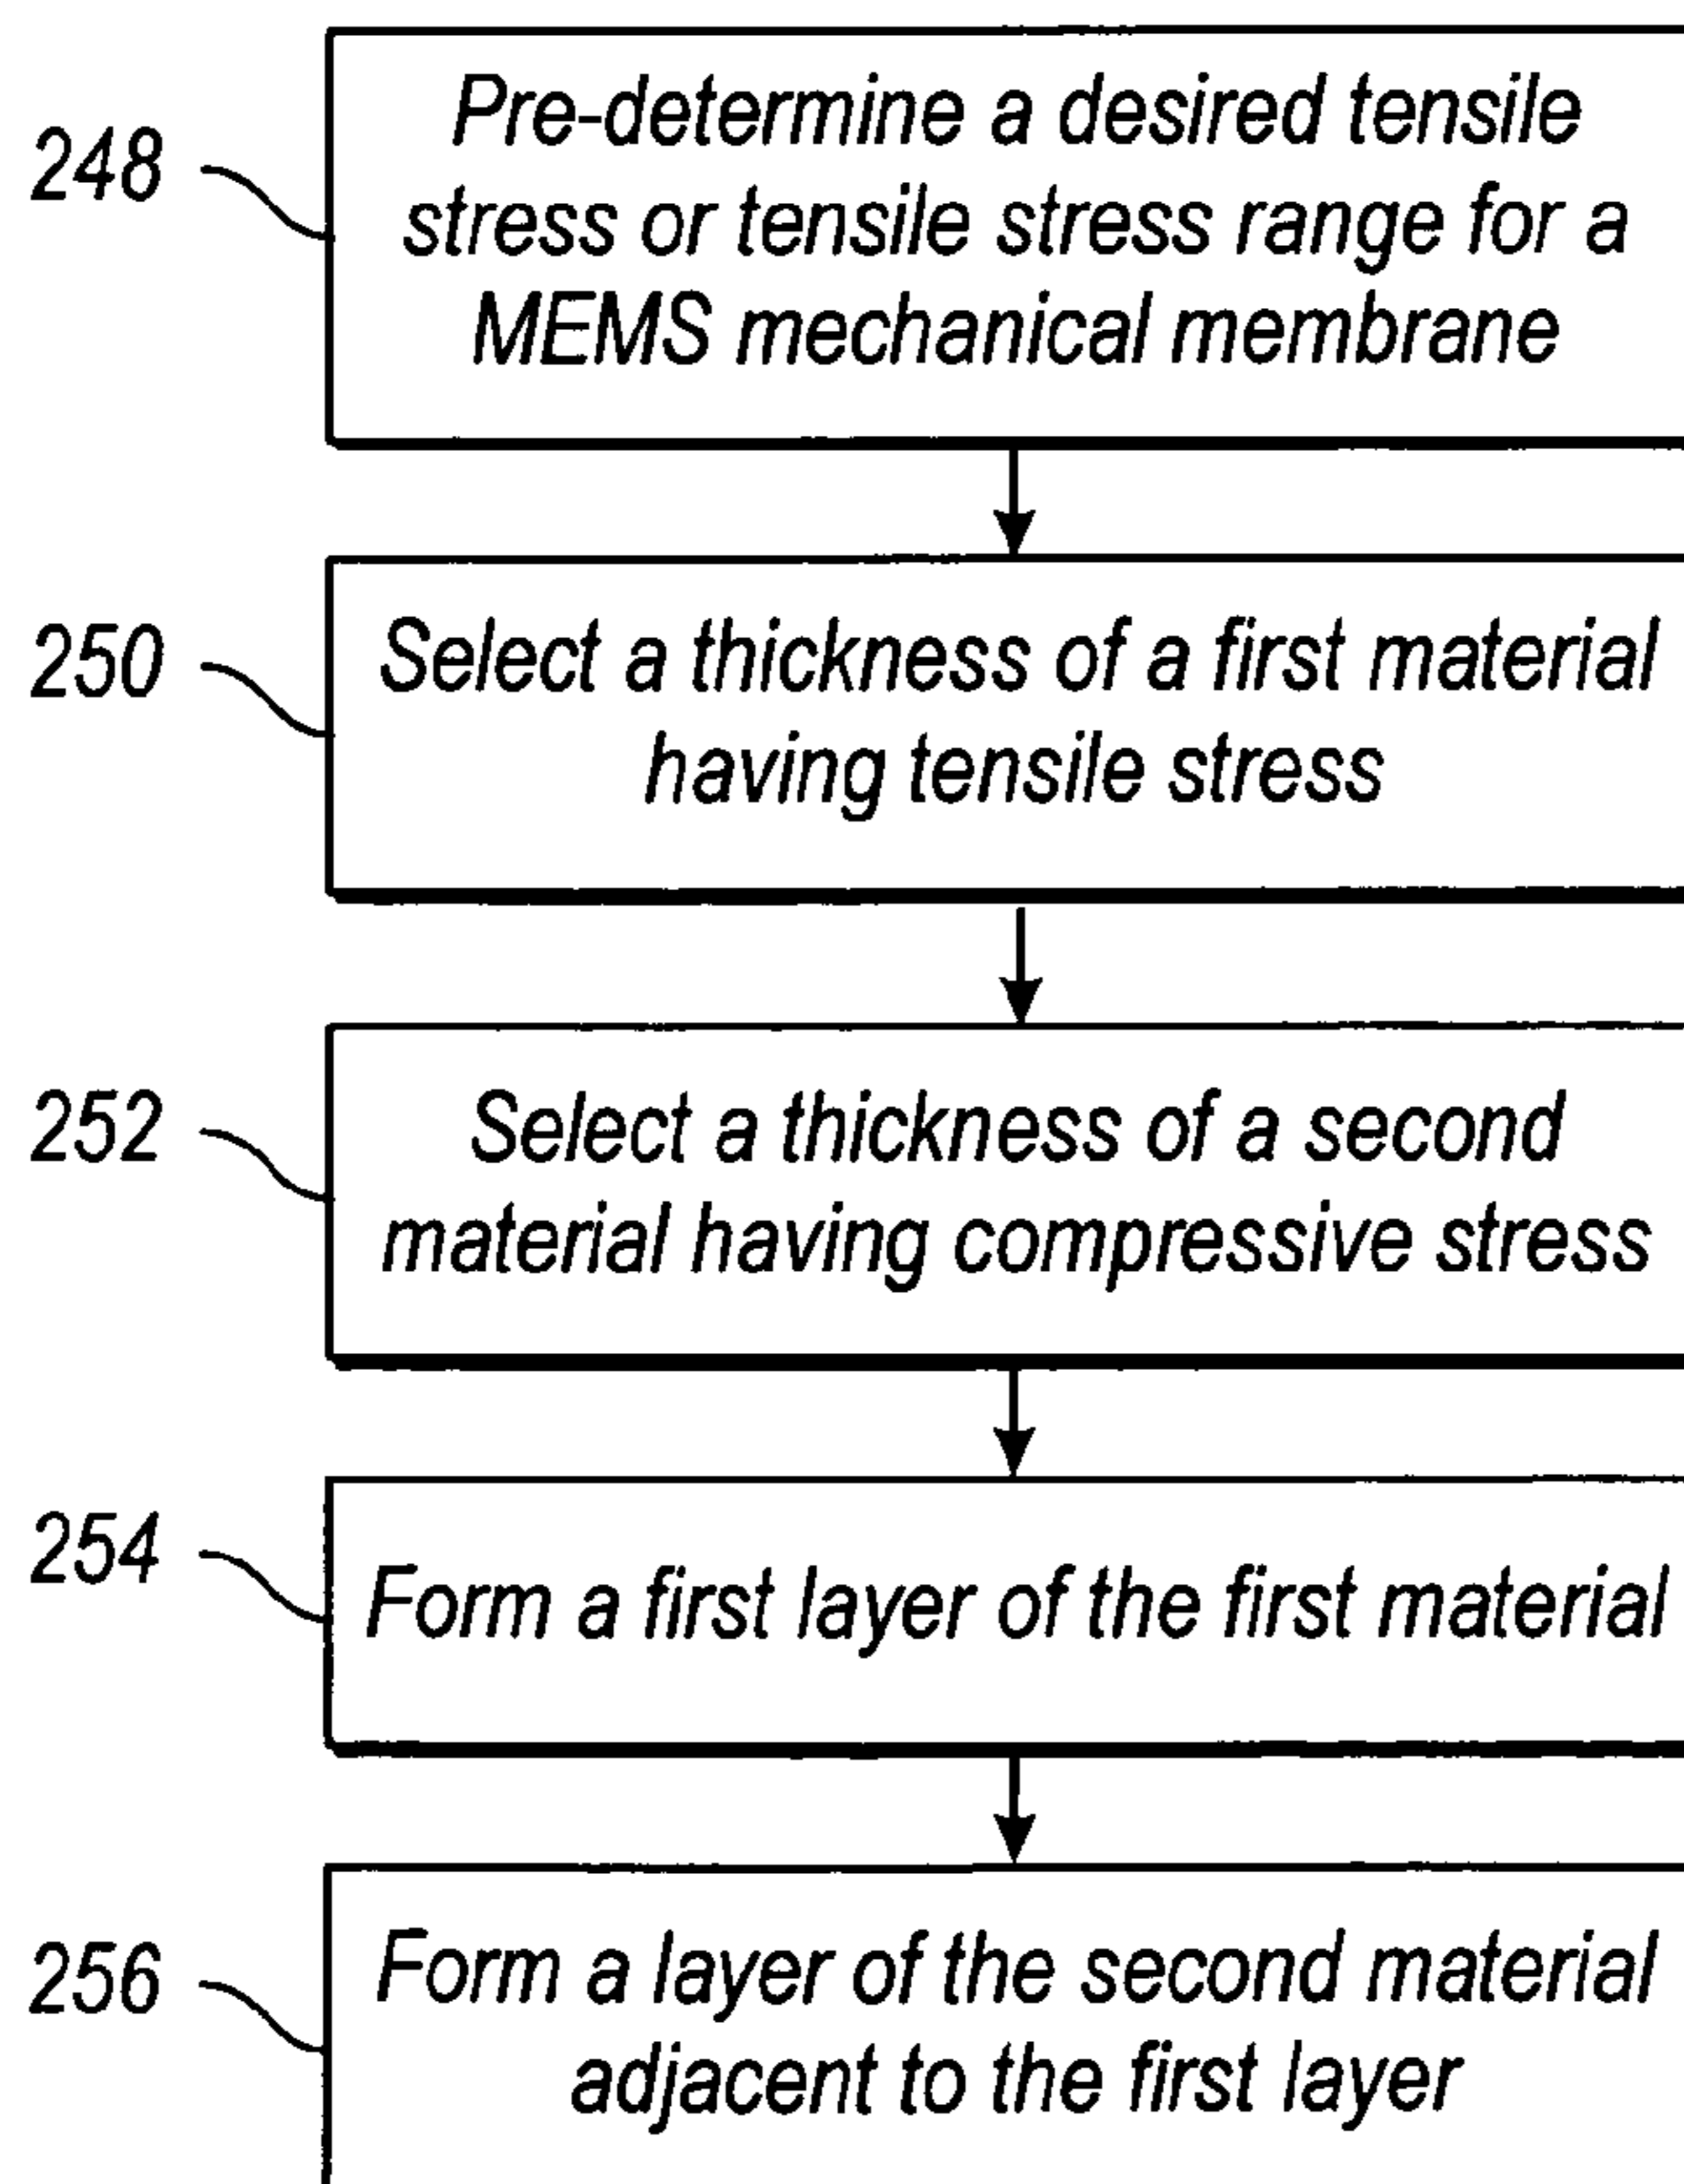 248
Pre-determine a desired tensile
stress or tensile stress range for a
MEMS mechanical membrane
250
Select a thickness of a first material
having tensile stress
252
Select a thickness of a second
material having compressive stress
254
Form a first layer of the first material
256
Form a layer of the second material
adjacent to the first layer